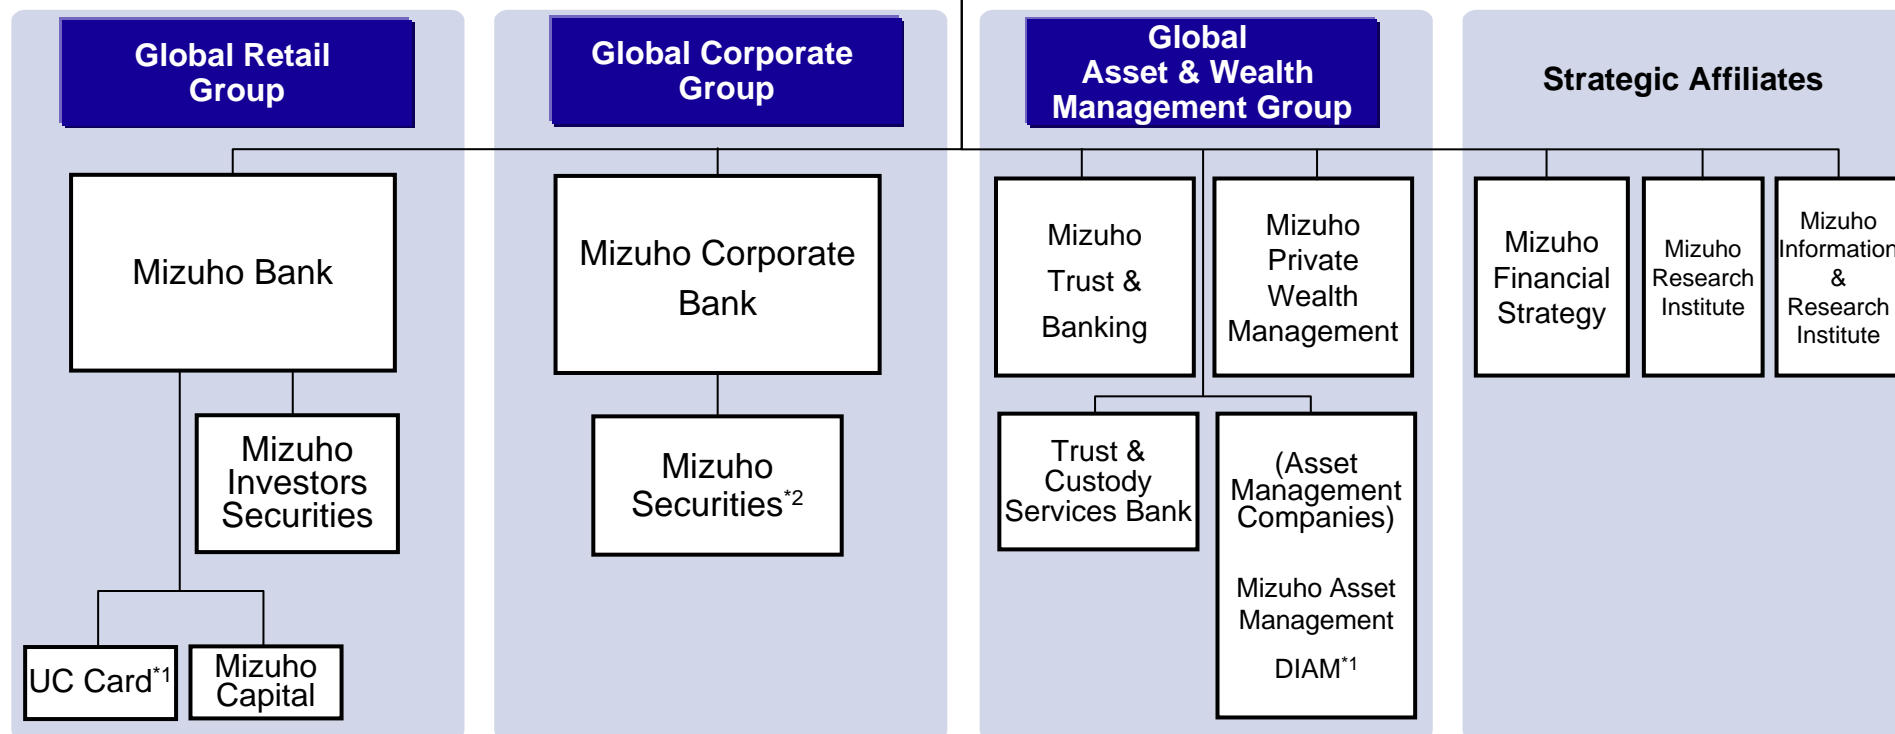 Global Retail
Group
Mizuho Bank
Mizuho
Investors
Securities
UC Card*1
Mizuho
Capital
Global Corporate
Group
Mizuho Corporate
Bank
Mizuho
Securities*2
Global
Asset & Wealth
Management Group
Mizuho
Trust &
Banking
Mizuho
Private
Wealth
Management
Trust &
Custody
Services Bank
(Asset
Management
Companies)
Mizuho Asset
Management
DIAM*1
Strategic Affiliates
Mizuho
Financial
Strategy
Mizuho
Research
Institute
Mizuho
Information
&
Research
Institute